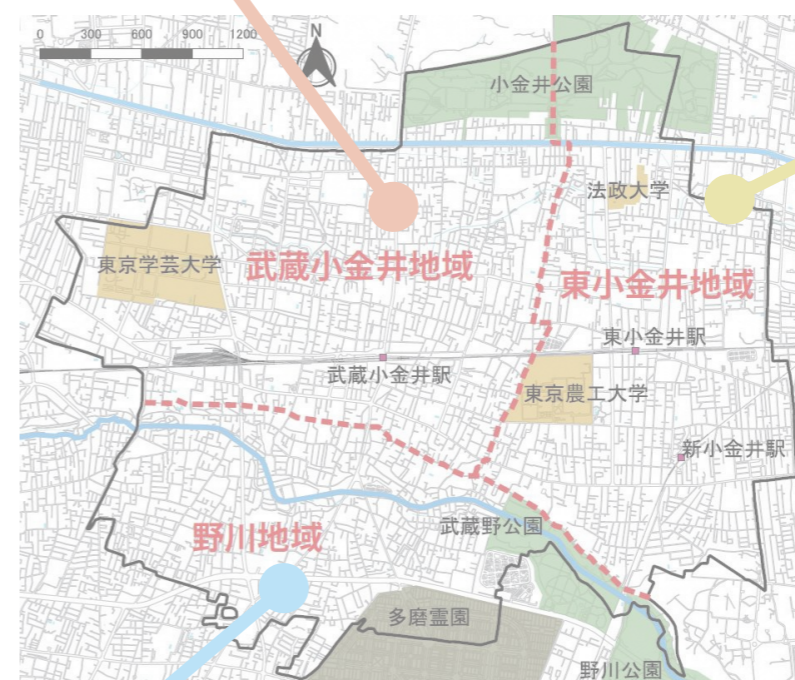 0 300 600 900 1200
N
小金井公園
法政大学
東京学芸大学
武蔵小金井地域
東小金井地域
東小金井駅
武蔵小金井駅
東京農工大学
新小金井駅
武蔵野公園
野川地域
多磨霊園
野川公園